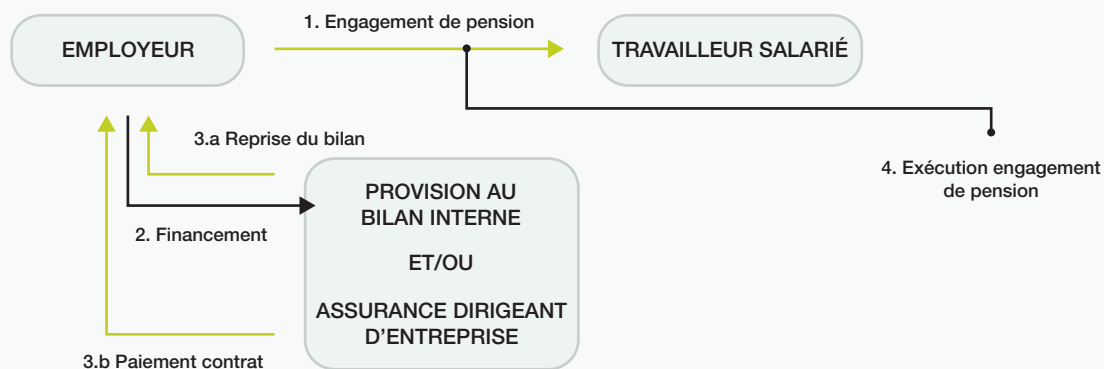 1. Engagement de pension
EMPLOYEUR
TRAVAILLEUR SALARIÉ
3.a Reprise du bilan
4. Exécution engagement
de pension
PROVISION AU
BILAN INTERNE
2. Financement
ET/OU
ASSURANCE DIRIGEANT
D’ENTREPRISE
3.b Paiement contrat